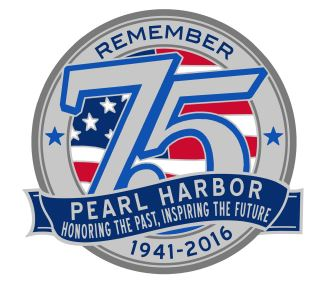 REMEMBER
75
PEARL HARBOR
HONORING THE PAST, INSPIRING THE FUTURE
1941-2016